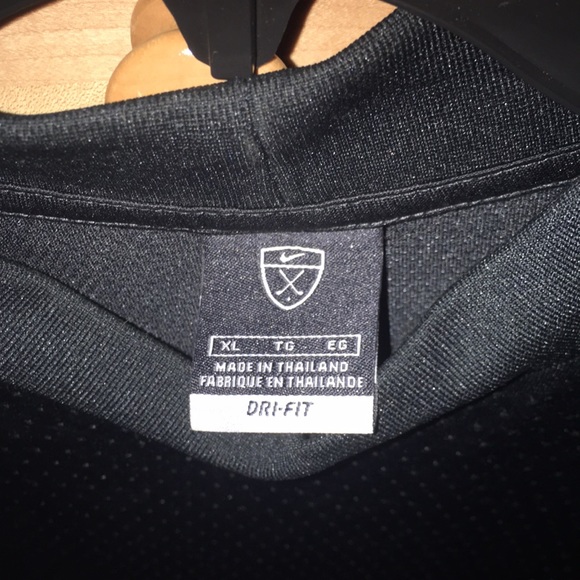 XL TG EG
MADE IN THAILAND
FABRIQUE EN THAILANDE
DRI-FIT